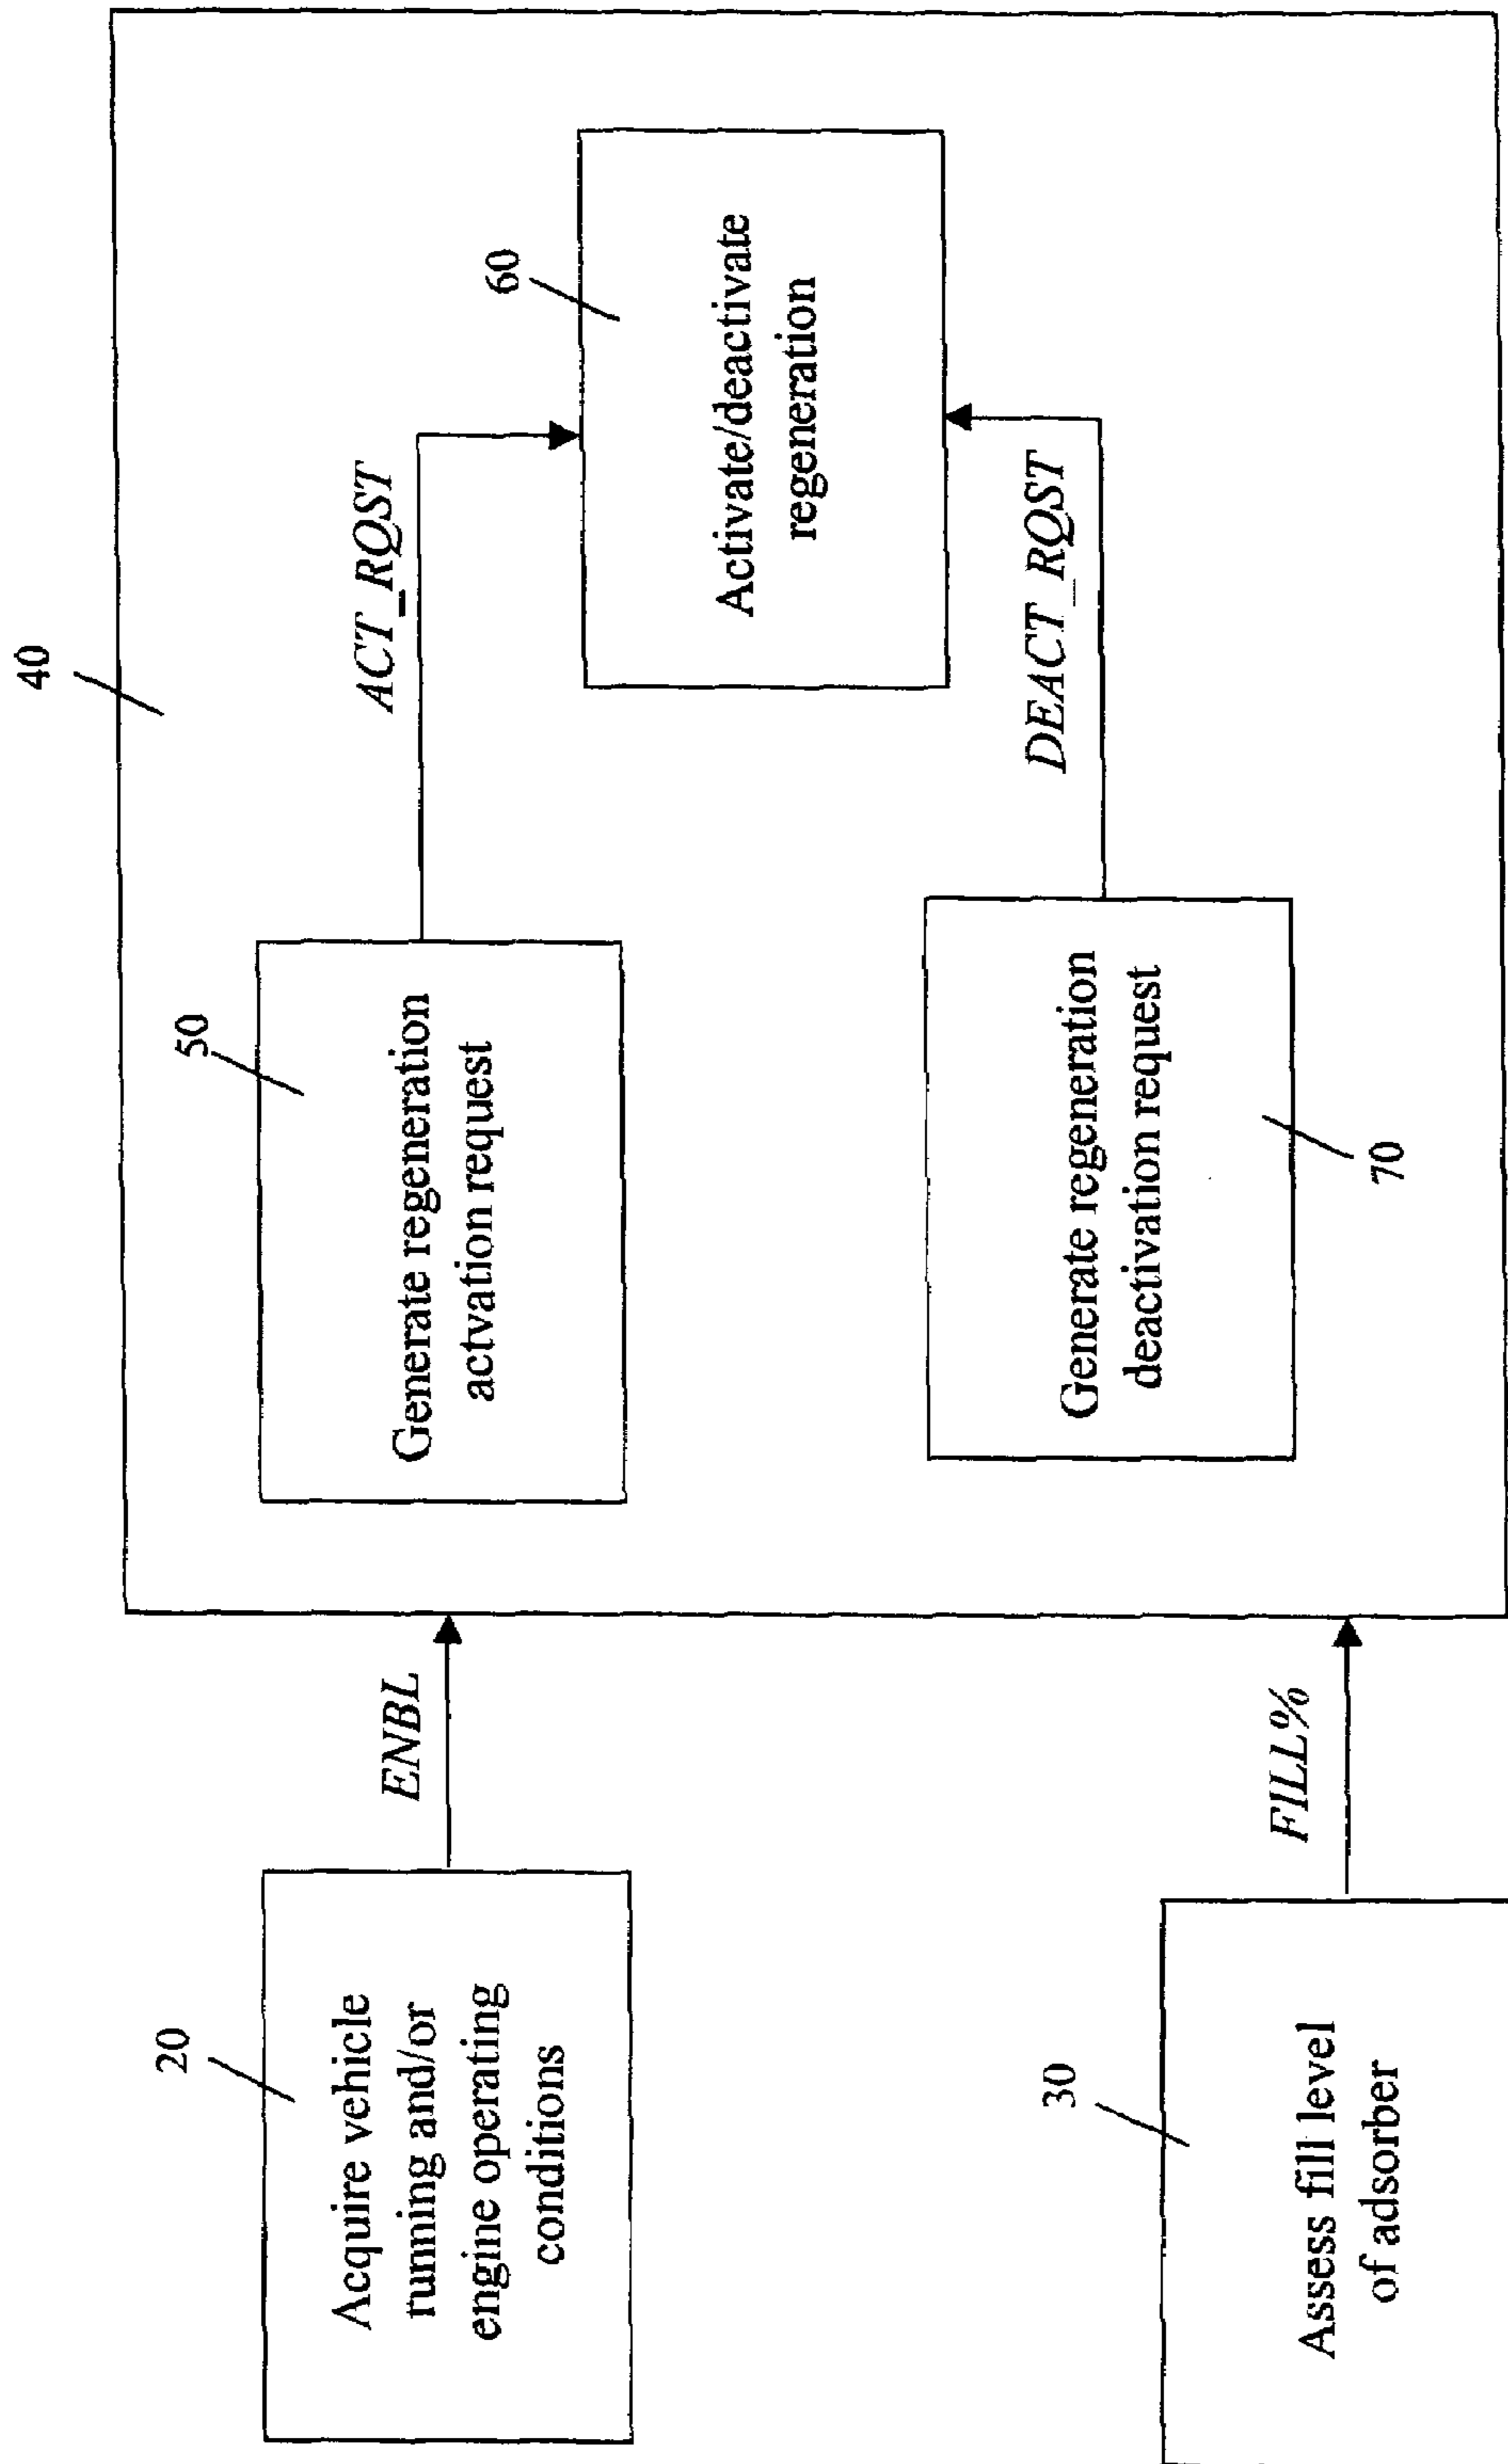 20
Acquire vehicle
running and/or
engine operating
conditions
ENBL
30
Assess fill level
of adsorber
FILL%
40
50
Generate regeneration
actvation request
ACT_RQST
60
Activate/deactivate
regeneration
Generate regeneration
deactivation request
70
DEACT_RQST